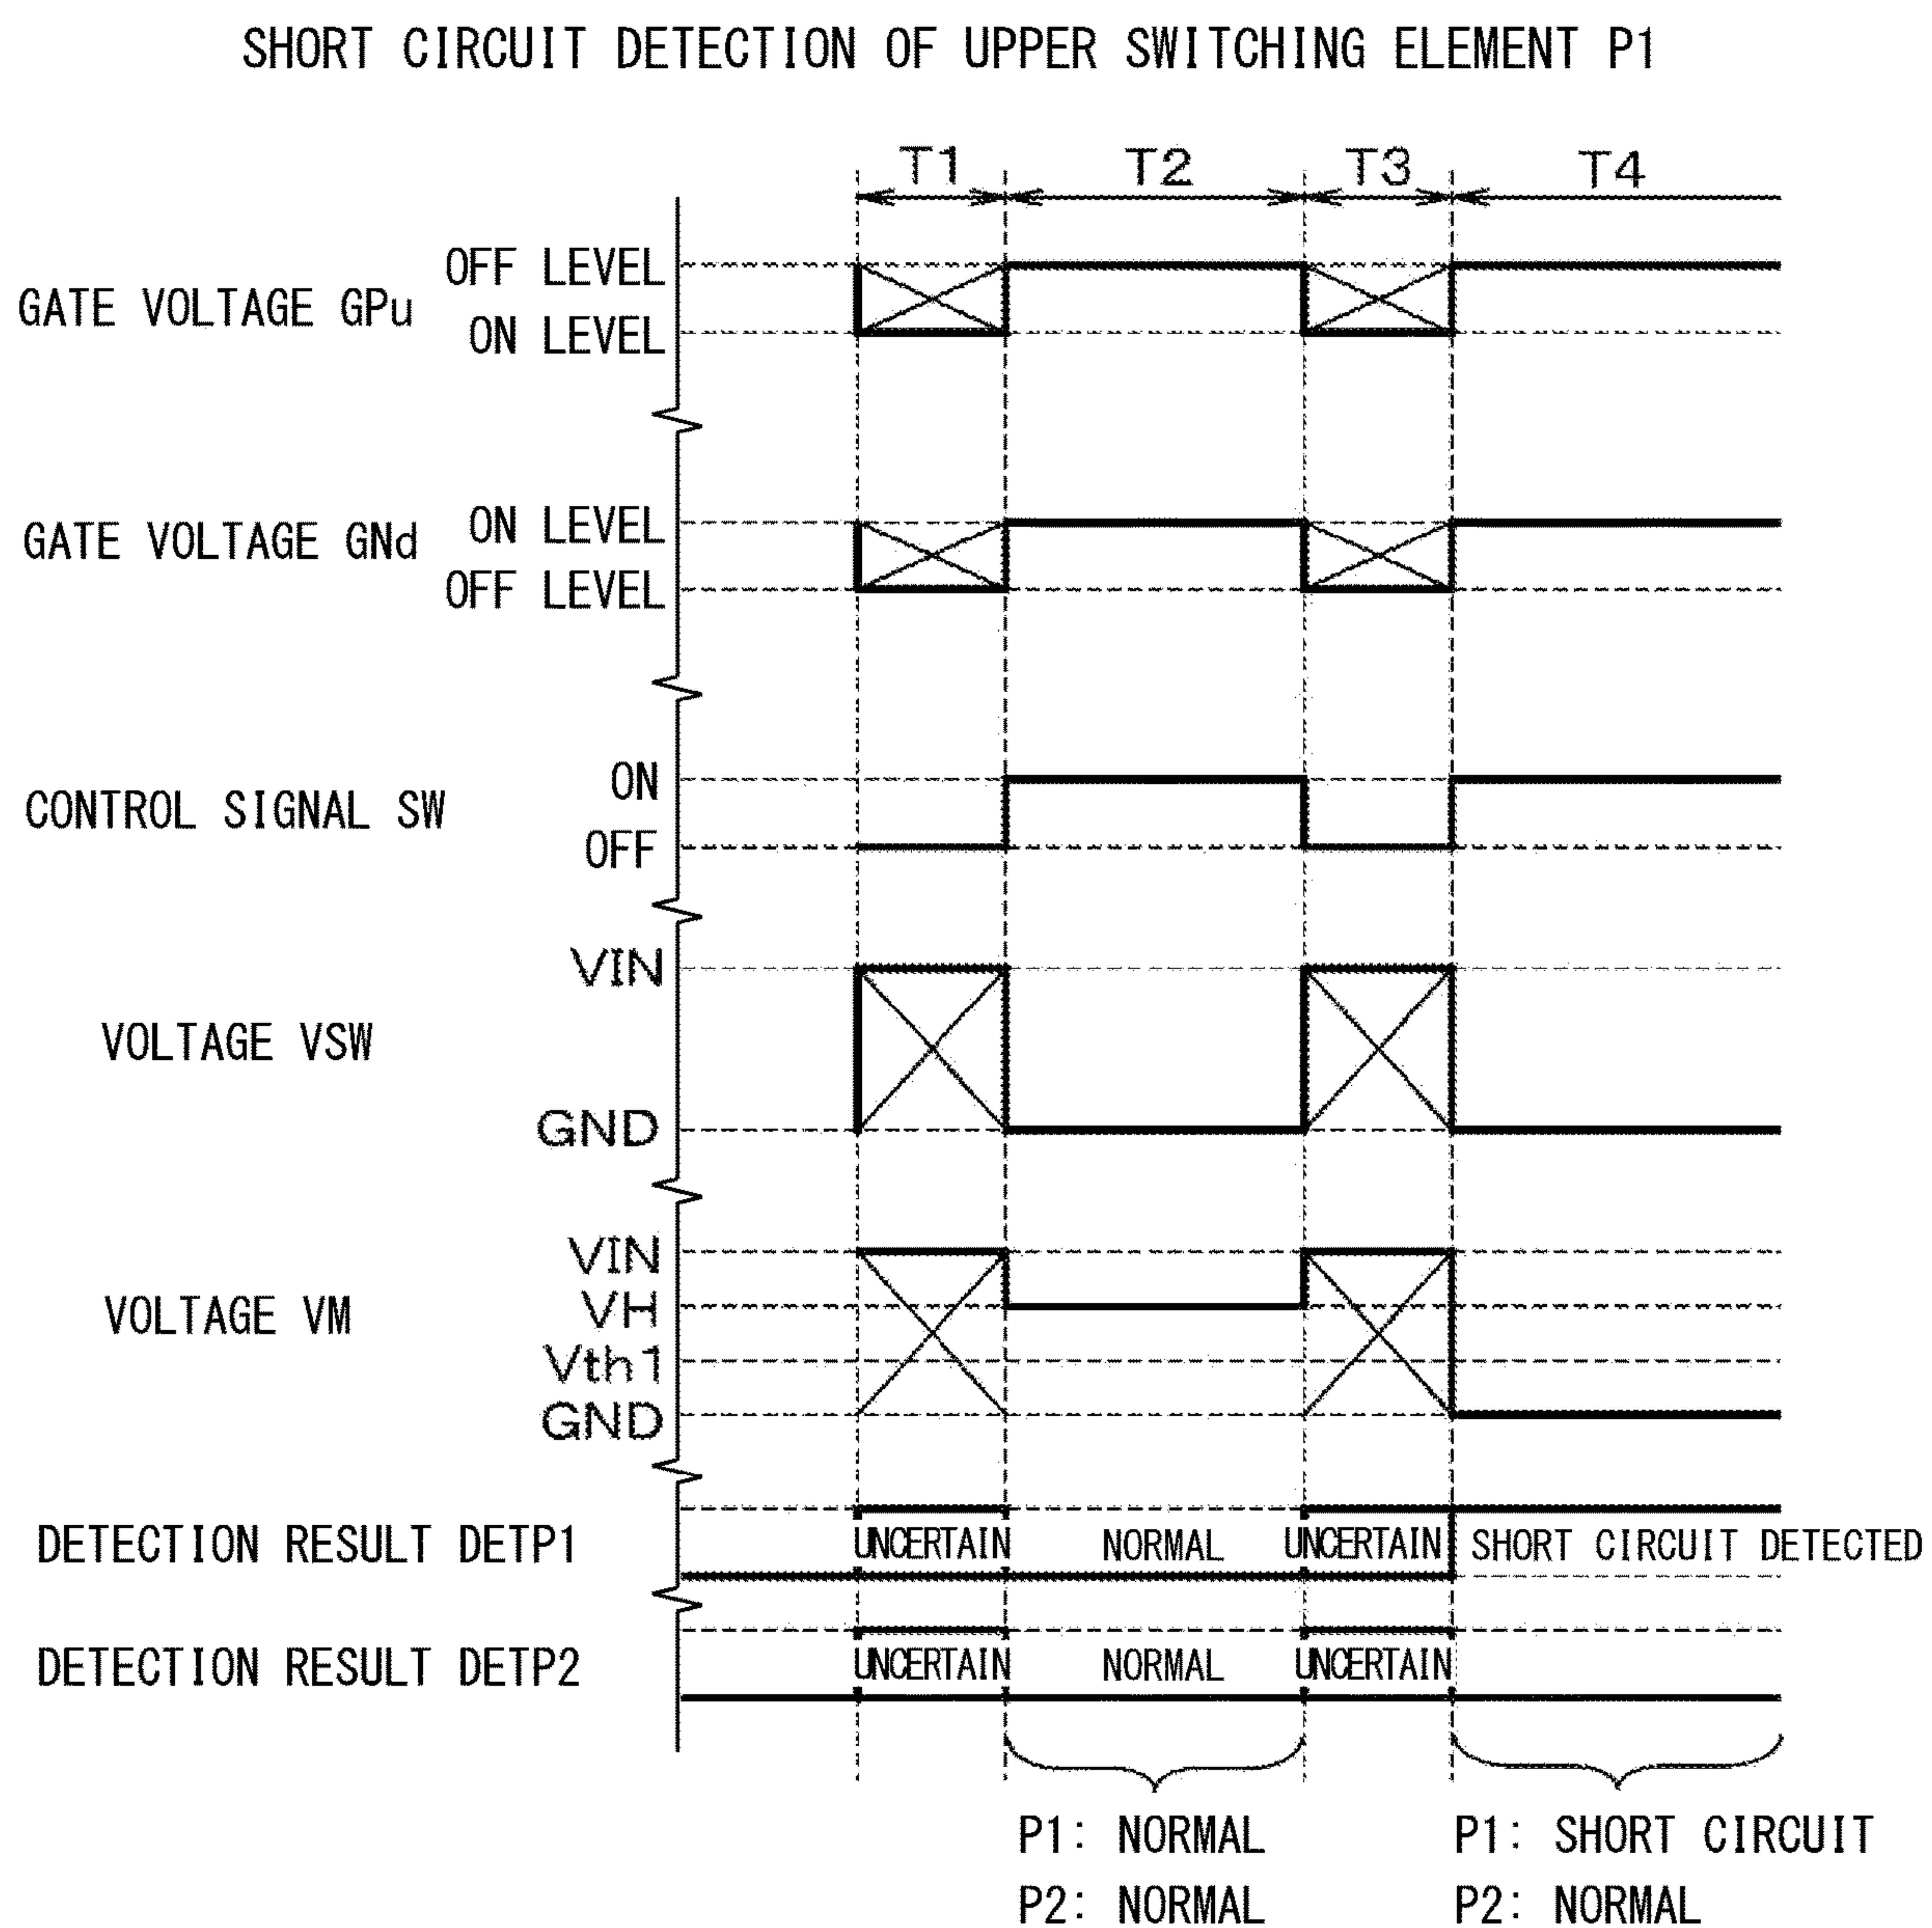 SHORT CIRCUIT DETECTION OF UPPER SWITCHING ELEMENT P1
T1 T2 T3 T4
OFF LEVEL
GATE VOLTAGE GPu
ON LEVEL
ON LEVEL
GATE VOLTAGE GNd
OFF LEVEL
ON
CONTROL SIGNAL SW
OFF
VIN
VOLTAGE VSW
GND
VIN
VH
VOLTAGE VM
Vth1
GND
DETECTION RESULT DETP1 UNCERTAIN NORMAL UNCERTAIN SHORT CIRCUIT DETECTED
DETECTION RESULT DETP2 UNCERTAIN NORMAL UNCERTAIN
P1: NORMAL P1: SHORT CIRCUIT
P2: NORMAL P2: NORMAL